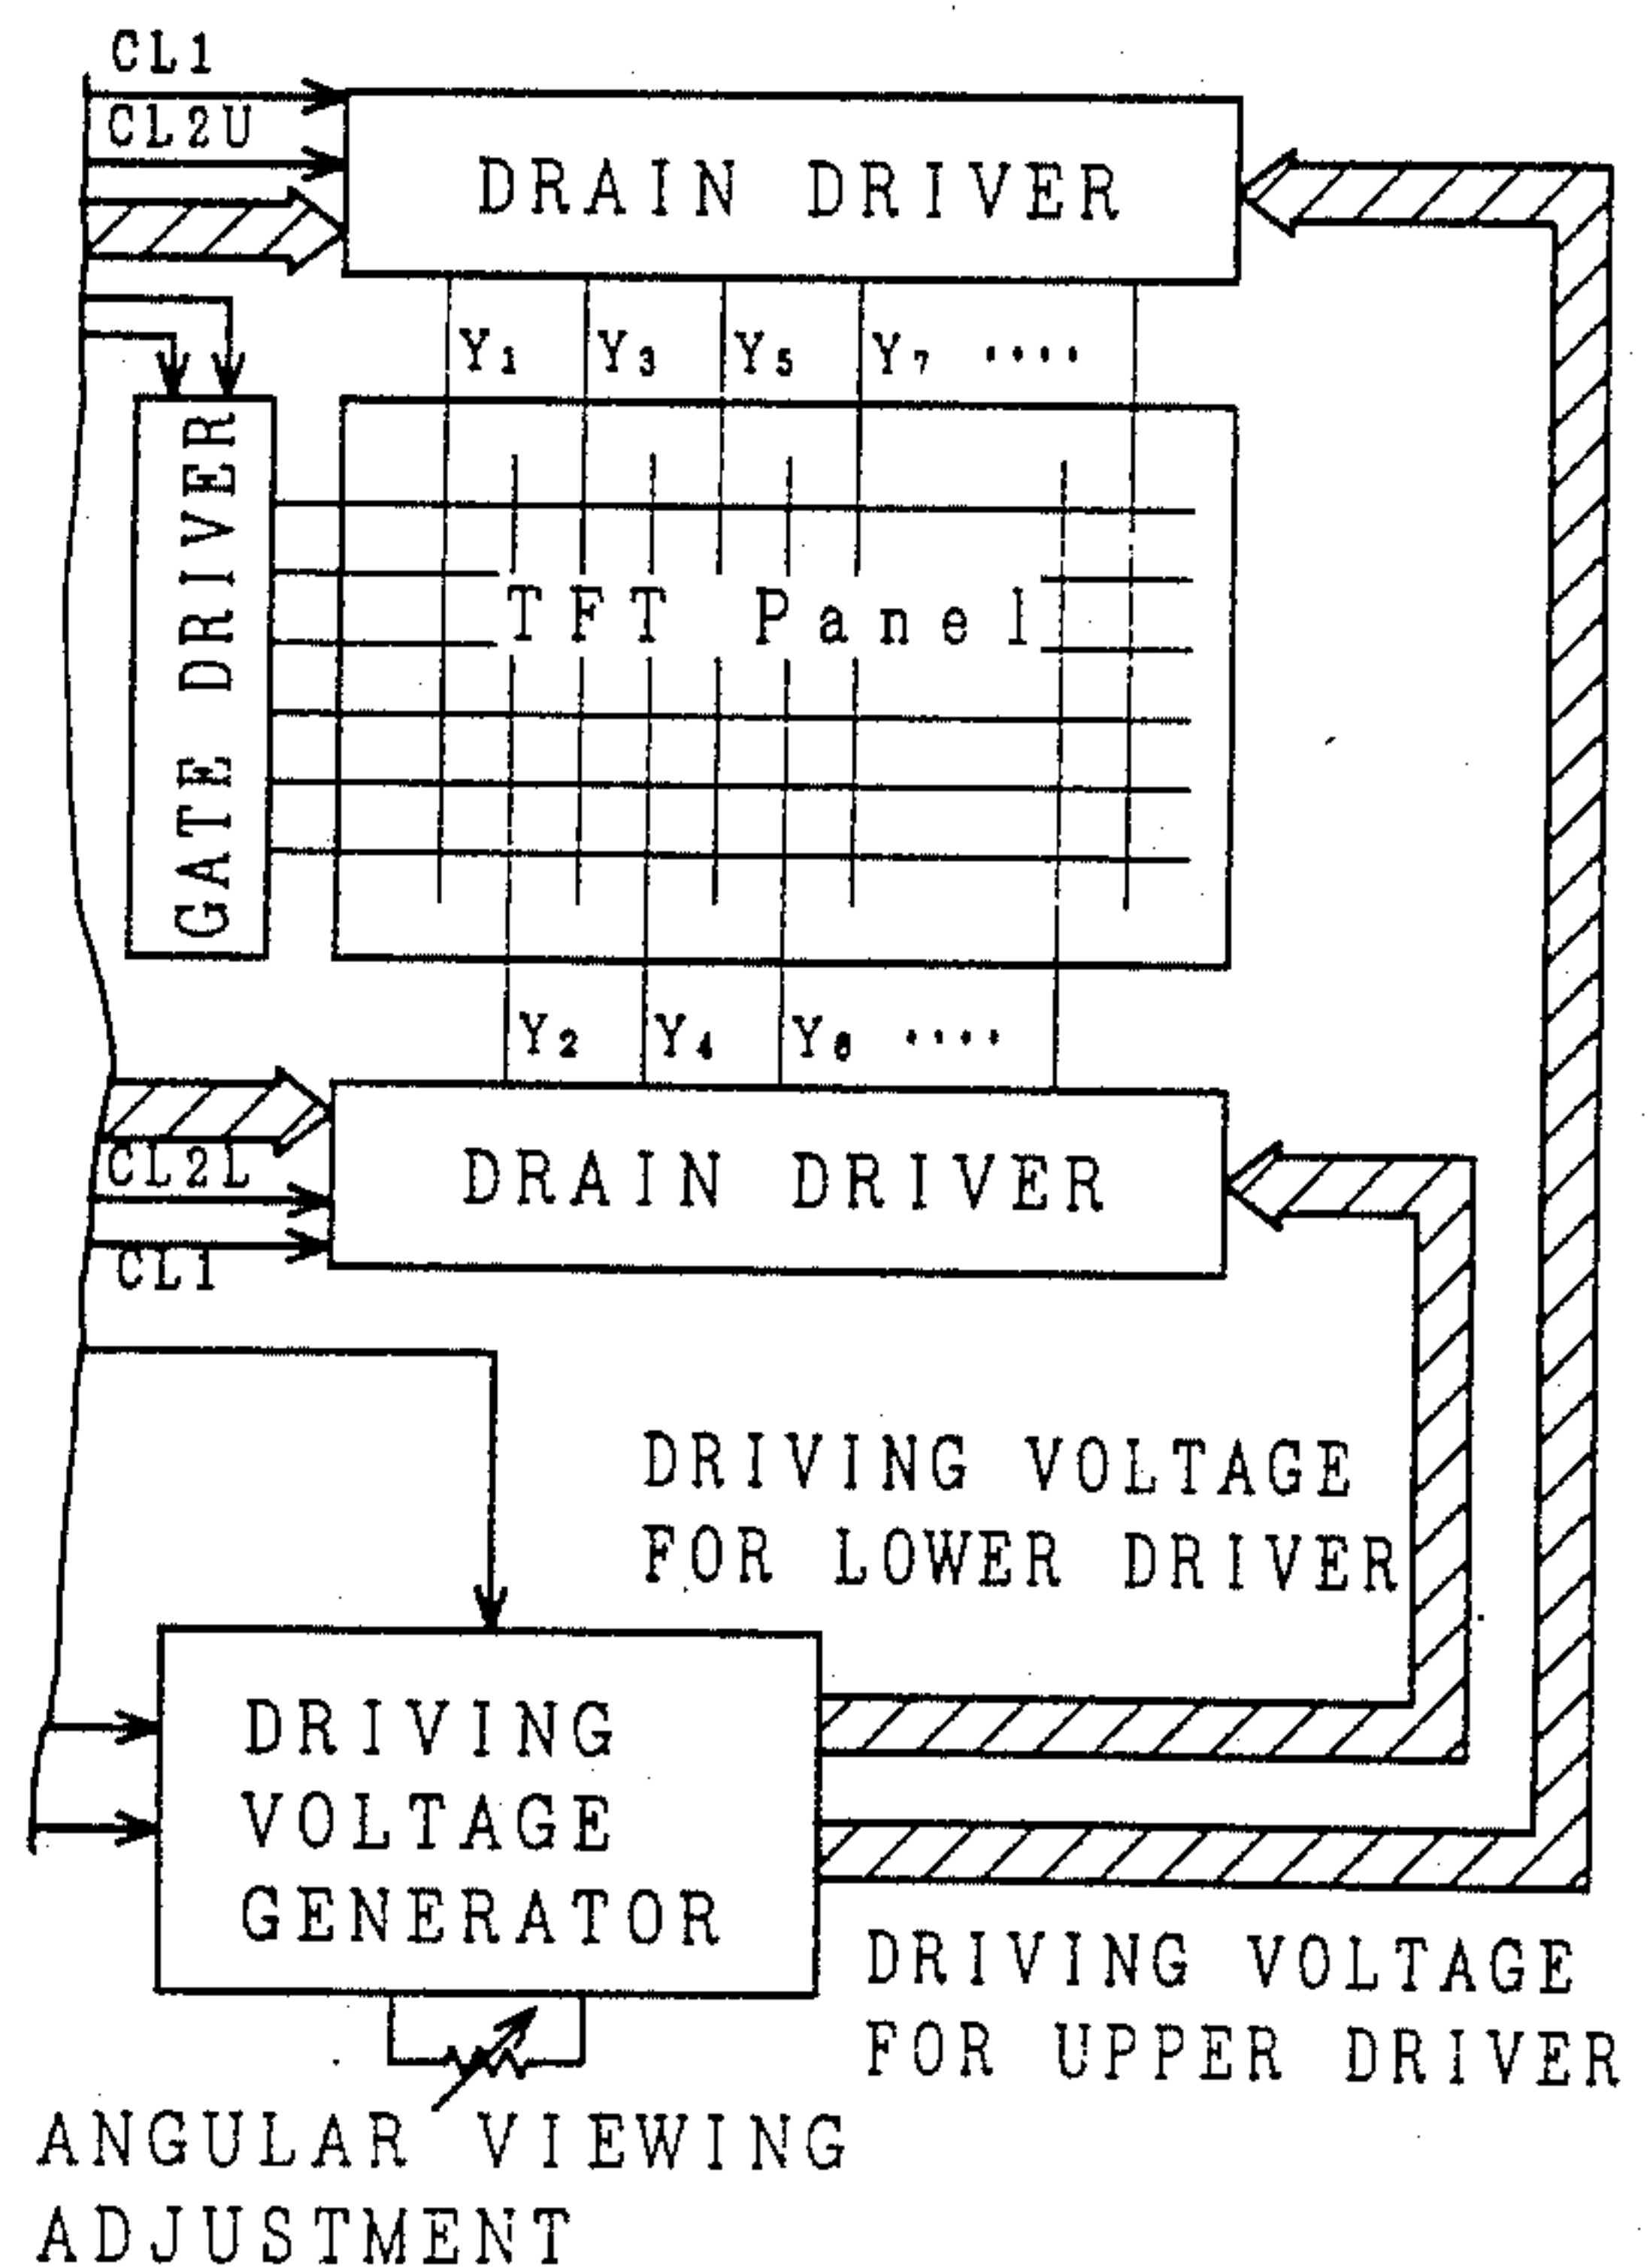 CL1
CL2U
DRAIN DRIVER
Y₁ Y₃ Y₅ Y₇ ····
GATE DRIVER
TFT Panel
Y₂ Y₄ Y₆ ····
CL2L
DRAIN DRIVER
CL1
DRIVING VOLTAGE
FOR LOWER DRIVER
DRIVING
VOLTAGE
GENERATOR
DRIVING VOLTAGE
FOR UPPER DRIVER
ANGULAR VIEWING
ADJUSTMENT